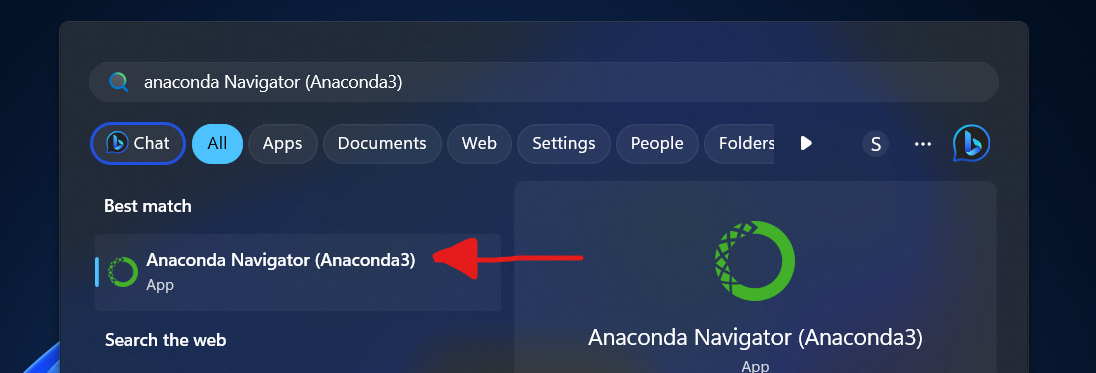 anaconda Navigator (Anaconda3)
Chat All Apps Documents Web Settings People Folders S ...
Best match
Anaconda Navigator (Anaconda3)
App
Search the web
Anaconda Navigator (Anaconda3)
App